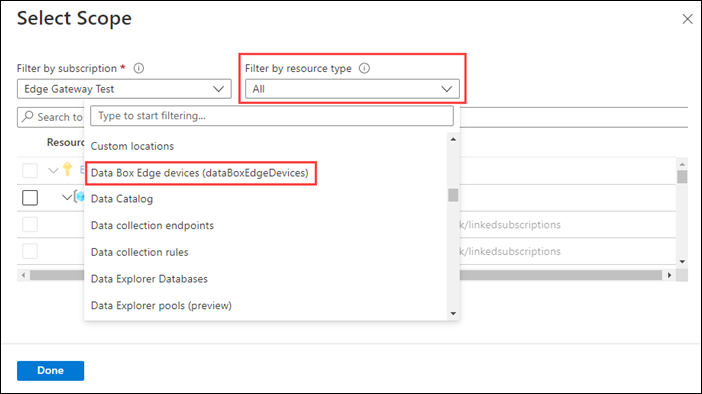 Select Scope
Filter by subscription *
Filter by resource type
Edge Gateway Test
All
Search to
Type to start filtering...
Resour
Custom locations
Data Box Edge devices (dataBoxEdgeDevices)
Data Catalog
Data collection endpoints
k/linkedsubscriptions
Data collection rules
k/linkedsubscriptions
Data Explorer Databases
Data Explorer pools (preview)
Done